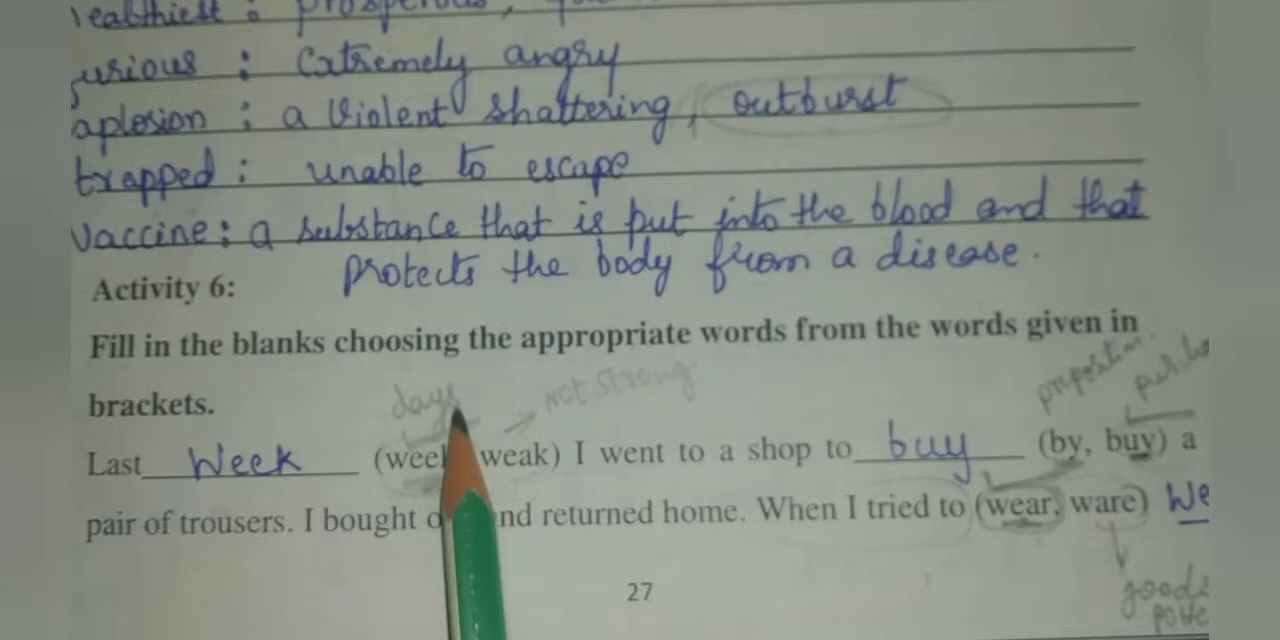 prosperous,
furious : Extremely angry
aplosion : a Violent shattering, outburst
trapped : unable to escape
Vaccine : a substance that is put into the blood and that
Activity 6: protects the body from a disease.
Fill in the blanks choosing the appropriate words from the words given in
brackets.
days not strong
Last Week (week weak) I went to a shop to buy (by, buy) a
pair of trousers. I bought nd returned home. When I tried to (wear, ware) We
27